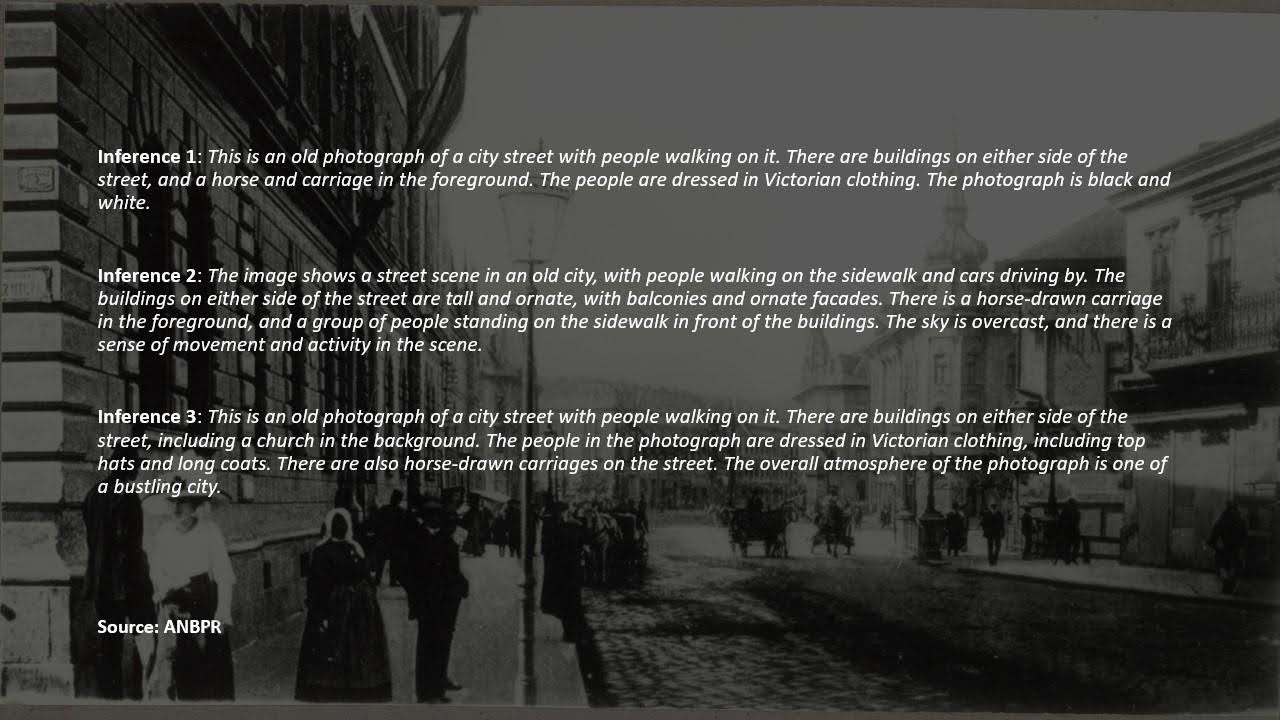 Inference 1: This is an old photograph of a city street with people walking on it. There are buildings on either side of the
street, and a horse and carriage in the foreground. The people are dressed in Victorian clothing. The photograph is black and
white.
Inference 2: The image shows a street scene in an old city, with people walking on the sidewalk and cars driving by. The
buildings on either side of the street are tall and ornate, with balconies and ornate facades. There is a horse-drawn carriage
in the foreground, and a group of people standing on the sidewalk in front of the buildings. The sky is overcast, and there is a
sense of movement and activity in the scene.
Inference 3: This is an old photograph of a city street with people walking on it. There are buildings on either side of the
street, including a church in the background. The people in the photograph are dressed in Victorian clothing, including top
hats and long coats. There are also horse-drawn carriages on the street. The overall atmosphere of the photograph is one of
a bustling city.
Source: ANBPR